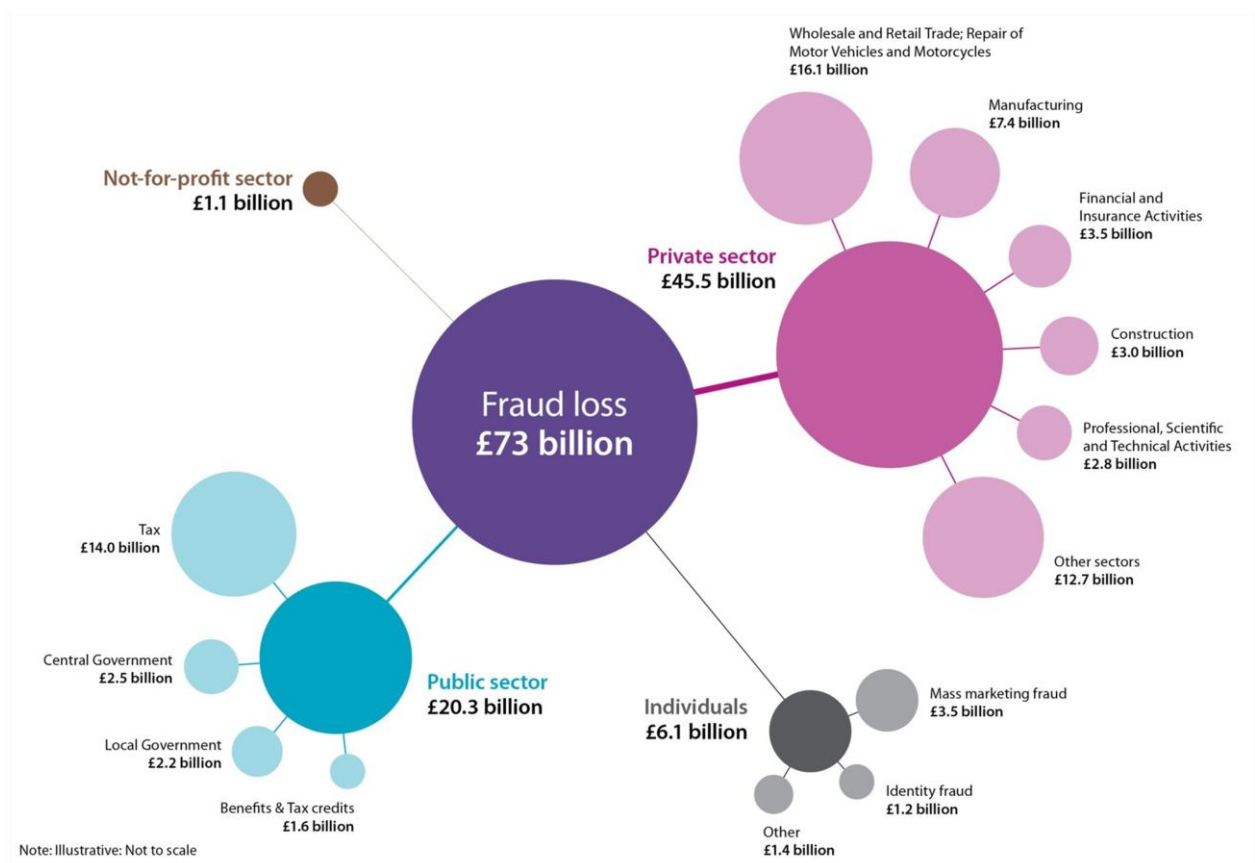 Wholesale and Retail Trade; Repair of
Motor Vehicles and Motorcycles
£16.1 billion
Manufacturing
£7.4 billion
Not-for-profit sector
£1.1 billion
Financial and
Insurance Activities
£3.5 billion
Private sector
£45.5 billion
Construction
£3.0 billion
Fraud loss
£73 billion
Professional, Scientific
and Technical Activities
£2.8 billion
Tax
£14.0 billion
Other sectors
£12.7 billion
Central Government
£2.5 billion
Public sector
£20.3 billion
Individuals
£6.1 billion
Mass marketing fraud
£3.5 billion
Local Government
£2.2 billion
Identity fraud
£1.2 billion
Benefits & Tax credits
£1.6 billion
Other
£1.4 billion
Note: Illustrative: Not to scale